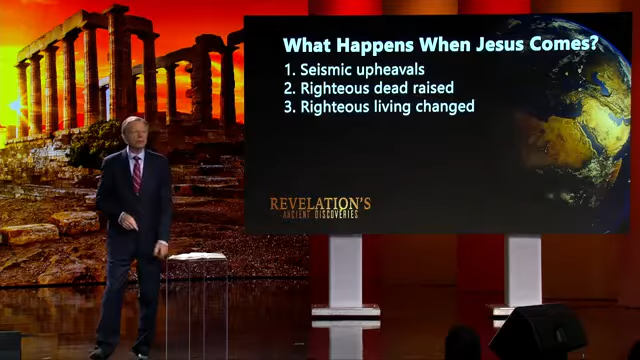 What Happens When Jesus Comes?
1. Seismic upheavals
2. Righteous dead raised
3. Righteous living changed
REVELATION'S
ANCIENT DISCOVERIES